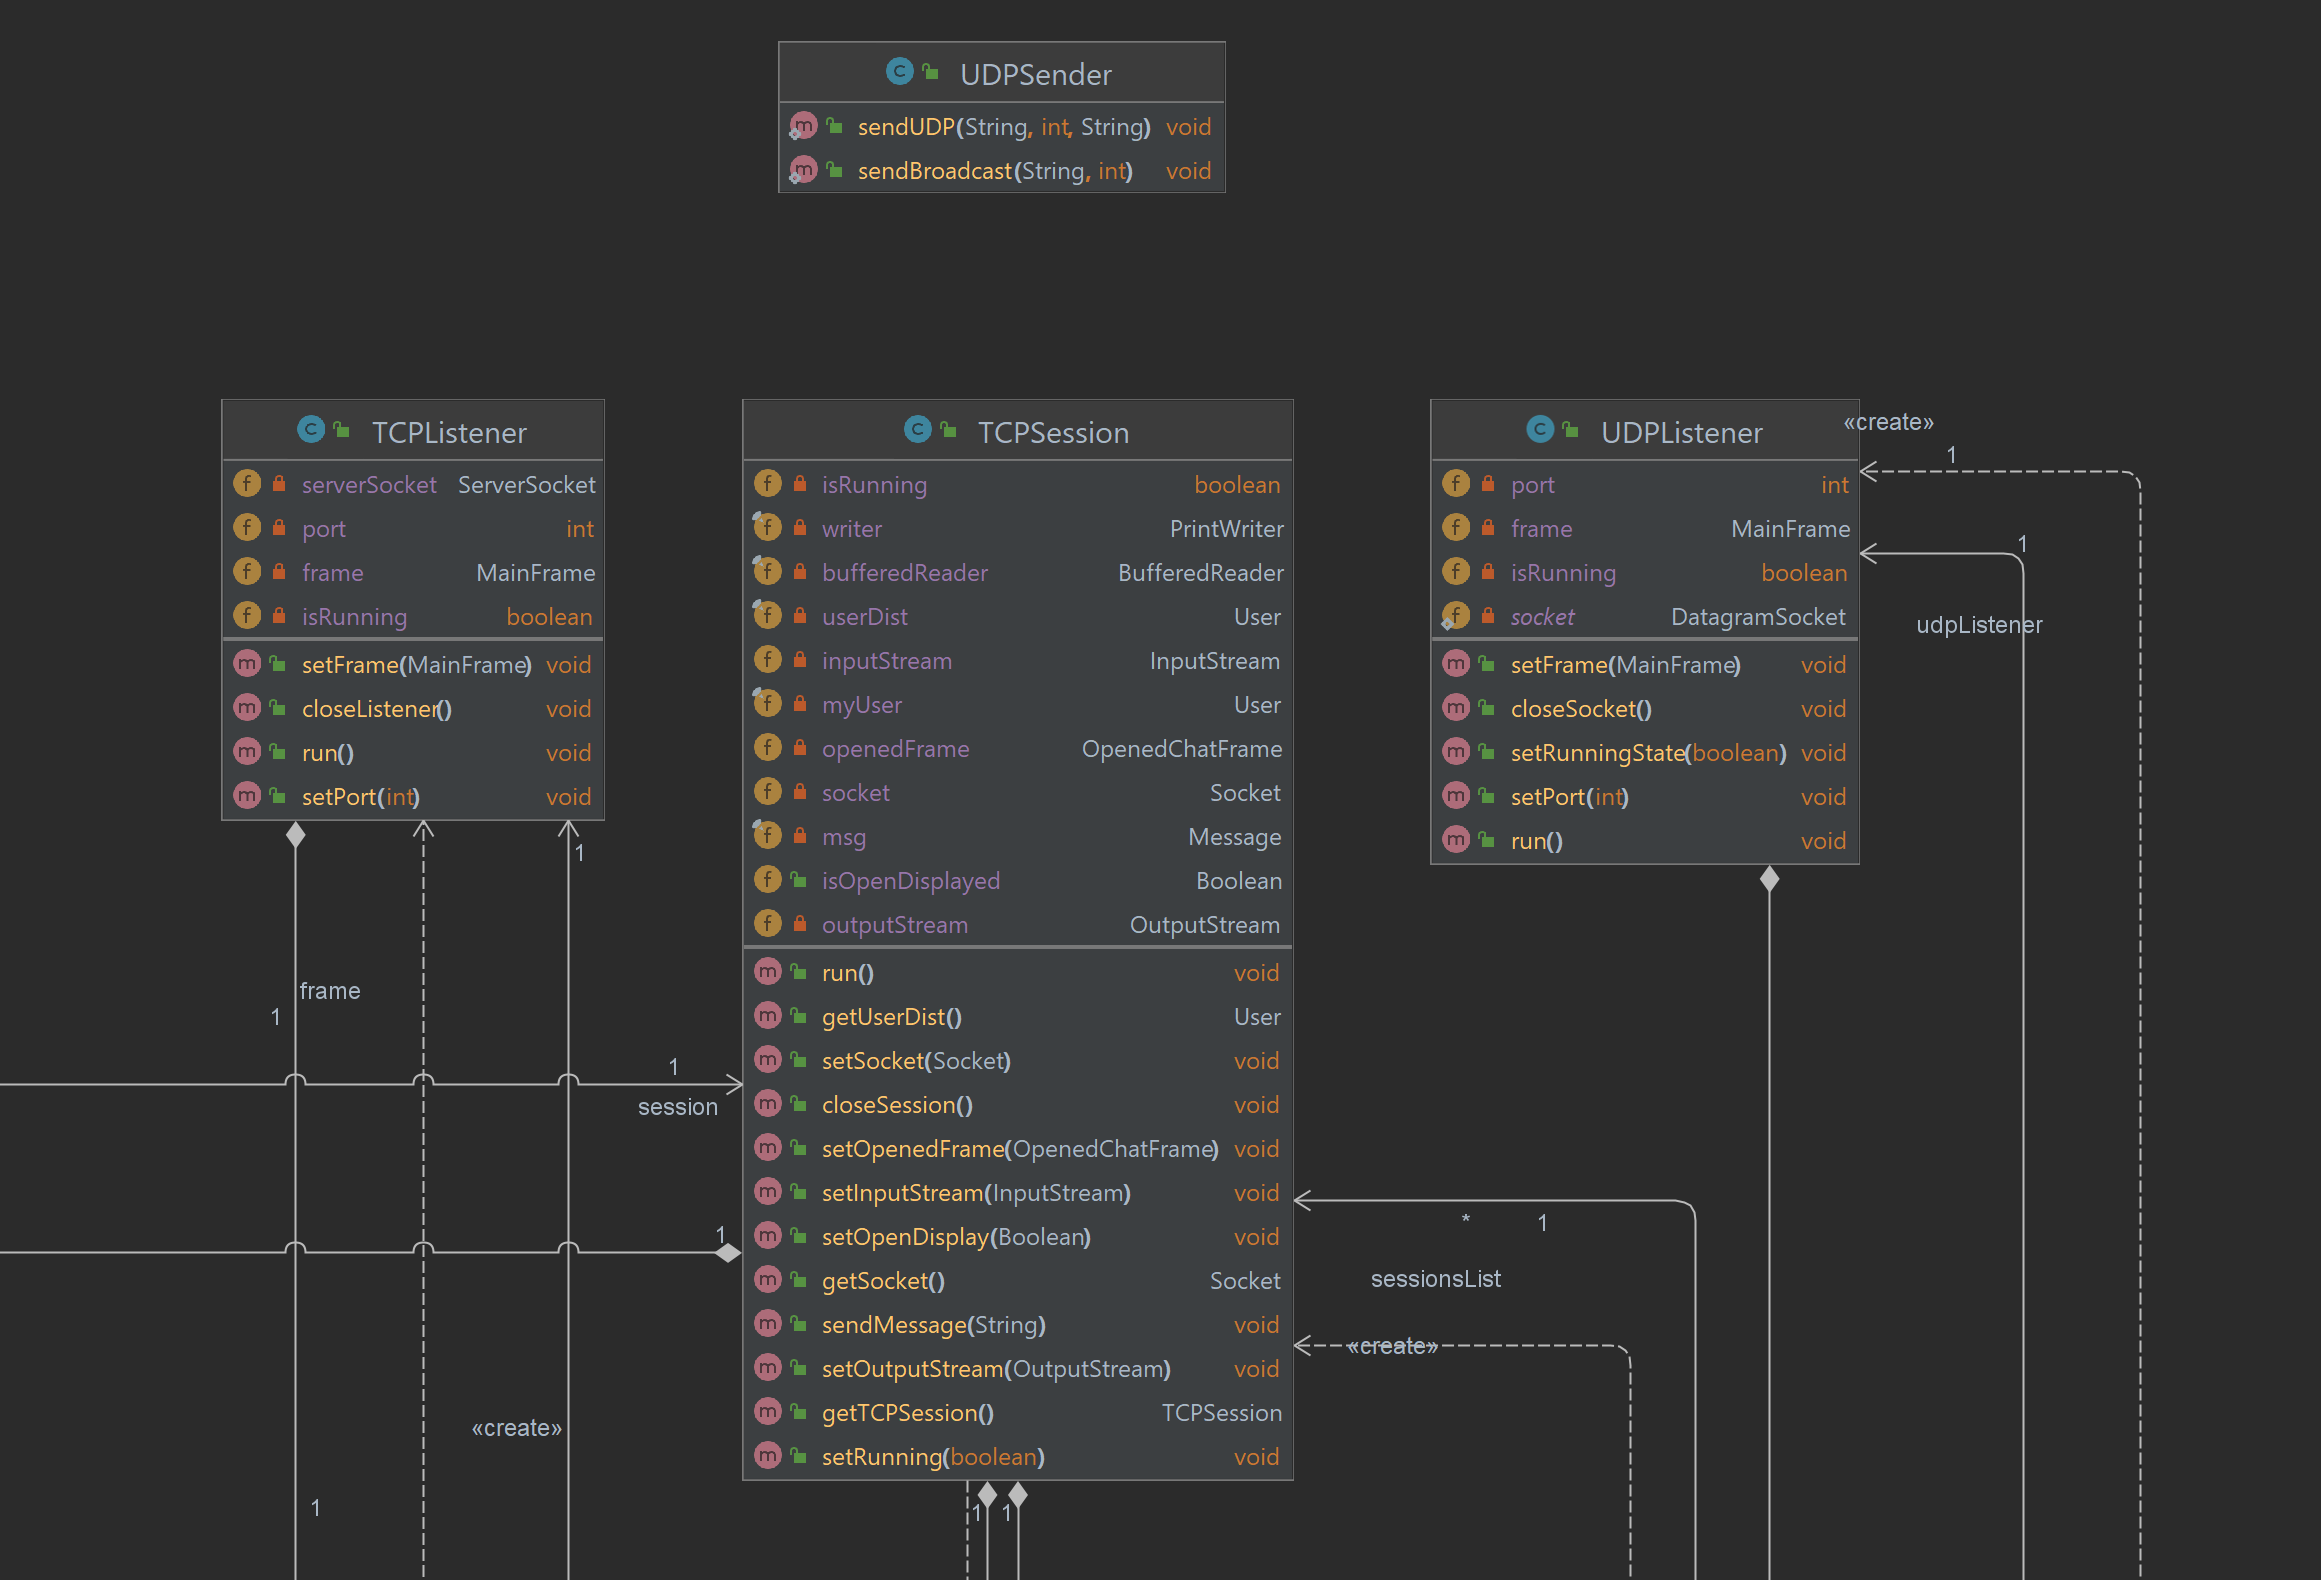 UDPSender
sendUDP(String, int, String) void
sendBroadcast(String, int) void
TCPListener
serverSocket ServerSocket
port int
frame MainFrame
isRunning boolean
setFrame(MainFrame) void
closeListener() void
run() void
setPort(int) void
1
frame
1
1
«create»
1
session
1
TCPSession
isRunning boolean
writer PrintWriter
bufferedReader BufferedReader
userDist User
inputStream InputStream
myUser User
openedFrame OpenedChatFrame
socket Socket
msg Message
isOpenDisplayed Boolean
outputStream OutputStream
run() void
getUserDist() User
setSocket(Socket) void
closeSession() void
setOpenedFrame(OpenedChatFrame) void
setInputStream(InputStream) void
setOpenDisplay(Boolean) void
getSocket() Socket
sendMessage(String) void
setOutputStream(OutputStream) void
getTCPSession() TCPSession
setRunning(boolean) void
1 1
UDPListener
port int
frame MainFrame
isRunning boolean
socket DatagramSocket
setFrame(MainFrame) void
closeSocket() void
setRunningState(boolean) void
setPort(int) void
run() void
«create»
1
1
udpListener
* 1
sessionsList
«create»